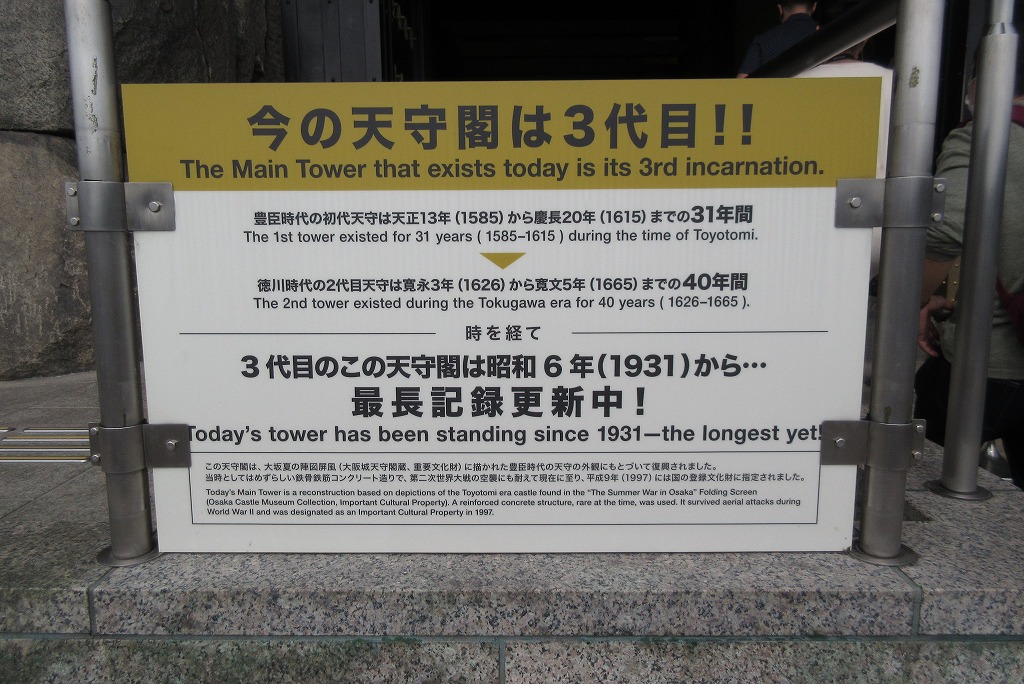 今の天守閣は3代目!!
The Main Tower that exists today is its 3rd incarnation.
豊臣時代の初代天守は天正13年(1585)から慶長20年(1615)までの31年間
The 1st tower existed for 31 years ( 1585–1615 ) during the time of Toyotomi.
徳川時代の2代目天守は寛永3年(1626)から寛文5年(1665)までの40年間
The 2nd tower existed during the Tokugawa era for 40 years ( 1626–1665 ).
時を経て
3代目のこの天守閣は昭和6年(1931)から…
最長記録更新中!
Today's tower has been standing since 1931—the longest yet!
この天守閣は、大坂夏の陣図屏風(大阪城天守閣蔵、重要文化財)に描かれた豊臣時代の天守の外観にもとづいて復興されました。
当時としてはめずらしい鉄骨鉄筋コンクリート造りで、第二次世界大戦の空襲にも耐えて現在に至り、平成9年(1997)には国の登録文化財に指定されました。
Today's Main Tower is a reconstruction based on depictions of the Toyotomi era castle found in the "The Summer War in Osaka" Folding Screen
(Osaka Castle Museum Collection, Important Cultural Property). A reinforced concrete structure, rare at the time, was used. It survived aerial attacks during
World War II and was designated as an Important Cultural Property in 1997.